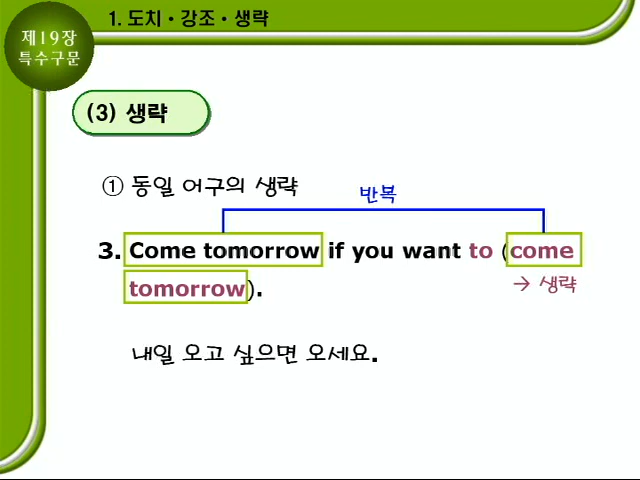 제19장
특수구문
1. 도치 · 강조 · 생략
(3) 생략
① 동일 어구의 생략
반복
3. Come tomorrow if you want to (come
tomorrow).
→ 생략
내일 오고 싶으면 오세요.